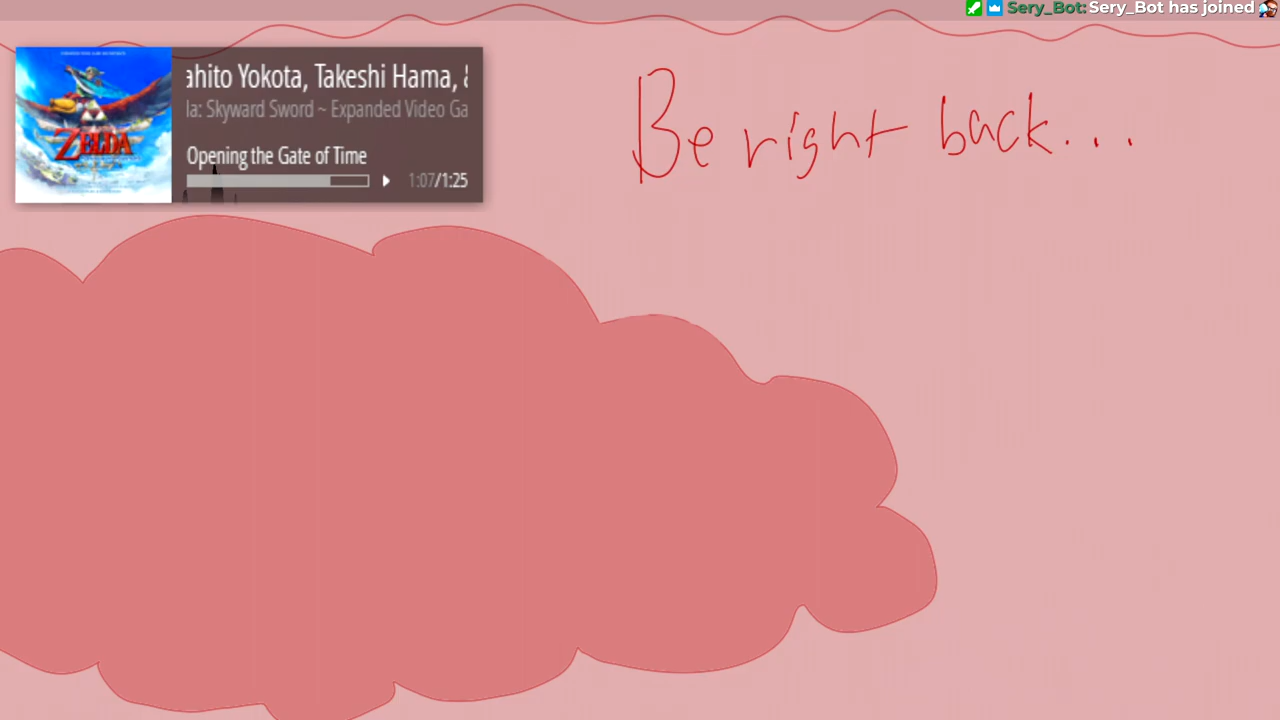 Sery_Bot: Sery_Bot has joined
ahito Yokota, Takeshi Hama, &
la: Skyward Sword ~ Expanded Video Ga
Opening the Gate of Time
1:07/1:25
ZELDA
Be right back...